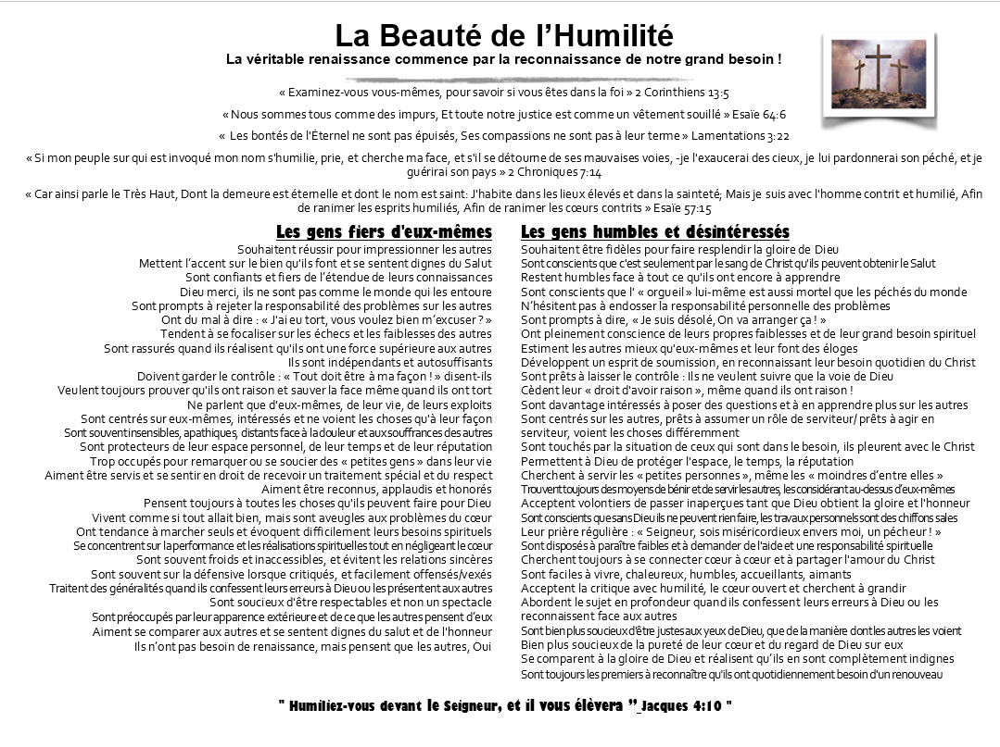 La Beauté de l’Humilité
La véritable renaissance commence par la reconnaissance de notre grand besoin !
« Examinez-vous vous-mêmes, pour savoir si vous êtes dans la foi » 2 Corinthiens 13:5
« Nous sommes tous comme des impurs, Et toute notre justice est comme un vêtement souillé » Esaïe 64:6
« Les bontés de l'Éternel ne sont pas épuisés, Ses compassions ne sont pas à leur terme » Lamentations 3:22
« Si mon peuple sur qui est invoqué mon nom s'humilie, prie, et cherche ma face, et s'il se détourne de ses mauvaises voies, -je l'exaucerai des cieux, je lui pardonnerai son péché, et je
guérirai son pays » 2 Chroniques 7:14
« Car ainsi parle le Très Haut, Dont la demeure est éternelle et dont le nom est saint: J'habite dans les lieux élevés et dans la sainteté; Mais je suis avec l'homme contrit et humilié, Afin
de ranimer les esprits humiliés, Afin de ranimer les cœurs contrits » Esaïe 57:15
Les gens fiers d'eux-mêmes
Souhaitent réussir pour impressionner les autres
Mettent l’accent sur le bien qu'ils font et se sentent dignes du Salut
Sont confiants et fiers de l’étendue de leurs connaissances
Dieu merci, ils ne sont pas comme le monde qui les entoure
Sont prompts à rejeter la responsabilité des problèmes sur les autres
Ont du mal à dire : « J'ai eu tort, vous voulez bien m’excuser ? »
Tendent à se focaliser sur les échecs et les faiblesses des autres
Sont rassurés quand ils réalisent qu'ils ont une force supérieure aux autres
Ils sont indépendants et autosuffisants
Doivent garder le contrôle : « Tout doit être à ma façon ! » disent-ils
Veulent toujours prouver qu'ils ont raison et sauver la face même quand ils ont tort
Ne parlent que d'eux-mêmes, de leur vie, de leurs exploits
Sont centrés sur eux-mêmes, intéressés et ne voient les choses qu'à leur façon
Sont souvent insensibles, apathiques, distants face à la douleur et aux souffrances des autres
Sont protecteurs de leur espace personnel, de leur temps et de leur réputation
Trop occupés pour remarquer ou se soucier des « petites gens » dans leur vie
Aiment être servis et se sentir en droit de recevoir un traitement spécial et du respect
Aiment être reconnus, applaudis et honorés
Pensent toujours à toutes les choses qu'ils peuvent faire pour Dieu
Vivent comme si tout allait bien, mais sont aveugles aux problèmes du cœur
Ont tendance à marcher seuls et évoquent difficilement leurs besoins spirituels
Se concentrent sur la performance et les réalisations spirituelles tout en négligeant le cœur
Sont souvent froids et inaccessibles, et évitent les relations sincères
Sont souvent sur la défensive lorsque critiqués, et facilement offensés/vexés
Traitent des généralités quand ils confessent leurs erreurs à Dieu ou les présentent aux autres
Sont soucieux d'être respectables et non un spectacle
Sont préoccupés par leur apparence extérieure et de ce que les autres pensent d’eux
Aiment se comparer aux autres et se sentent dignes du salut et de l'honneur
Ils n’ont pas besoin de renaissance, mais pensent que les autres, Oui
Les gens humbles et désintéressés
Souhaitent être fidèles pour faire resplendir la gloire de Dieu
Sont conscients que c'est seulement par le sang de Christ qu'ils peuvent obtenir le Salut
Restent humbles face à tout ce qu'ils ont encore à apprendre
Sont conscients que l' « orgueil » lui-même est aussi mortel que les péchés du monde
N’hésitent pas à endosser la responsabilité personnelle des problèmes
Sont prompts à dire, « Je suis désolé, On va arranger ça ! »
Ont pleinement conscience de leurs propres faiblesses et de leur grand besoin spirituel
Estiment les autres mieux qu'eux-mêmes et leur font des éloges
Développent un esprit de soumission, en reconnaissant leur besoin quotidien du Christ
Sont prêts à laisser le contrôle : Ils ne veulent suivre que la voie de Dieu
Cèdent leur « droit d'avoir raison », même quand ils ont raison !
Sont davantage intéressés à poser des questions et à en apprendre plus sur les autres
Sont centrés sur les autres, prêts à assumer un rôle de serviteur/ prêts à agir en
serviteur, voient les choses différemment
Sont touchés par la situation de ceux qui sont dans le besoin, ils pleurent avec le Christ
Permettent à Dieu de protéger l'espace, le temps, la réputation
Cherchent à servir les « petites personnes », même les « moindres d’entre elles »
Trouvent toujours des moyens de bénir et de servir les autres, les considérant au-dessus d’eux-mêmes
Acceptent volontiers de passer inaperçues tant que Dieu obtient la gloire et l'honneur
Sont conscients que sans Dieu ils ne peuvent rien faire, les travaux personnels sont des chiffons sales
Leur prière régulière : « Seigneur, sois miséricordieux envers moi, un pécheur ! »
Sont disposés à paraître faibles et à demander de l'aide et une responsabilité spirituelle
Cherchent toujours à se connecter cœur à cœur et à partager l'amour du Christ
Sont faciles à vivre, chaleureux, humbles, accueillants, aimants
Acceptent la critique avec humilité, le cœur ouvert et cherchent à grandir
Abordent le sujet en profondeur quand ils confessent leurs erreurs à Dieu ou les
reconnaissent face aux autres
Sont bien plus soucieux d'être justes aux yeux de Dieu, que de la manière dont les autres les voient
Bien plus soucieux de la pureté de leur cœur et du regard de Dieu sur eux
Se comparent à la gloire de Dieu et réalisent qu’ils en sont complètement indignes
Sont toujours les premiers à reconnaître qu'ils ont quotidiennement besoin d'un renouveau
" Humiliez-vous devant le Seigneur, et il vous élèvera ” Jacques 4:10 "